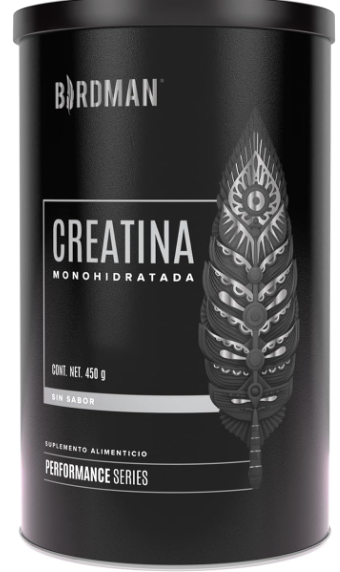 BIRDMAN
CREATINA
MONOHIDRATADA
CONT. NET. 450 g
SIN SABOR
SUPLEMENTO ALIMENTICIO
PERFORMANCE SERIES